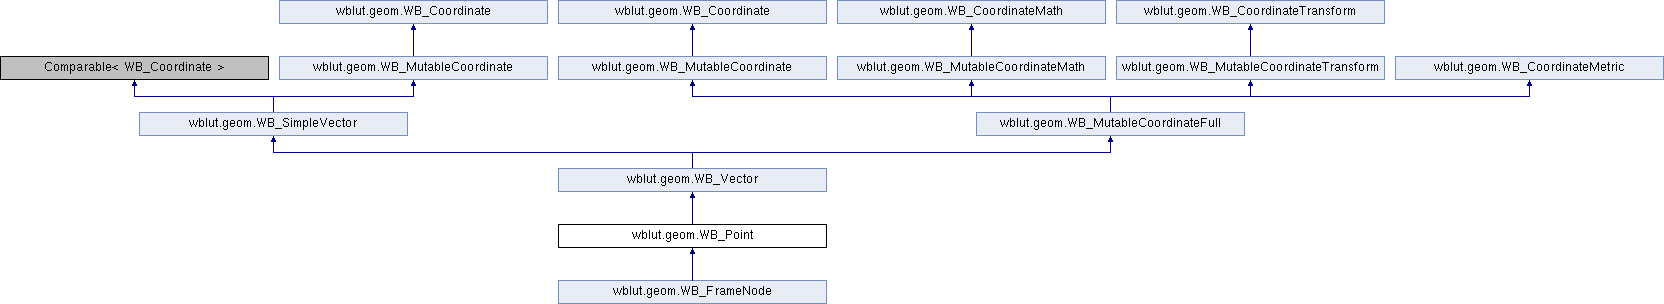 wblut.geom.WB_Coordinate
wblut.geom.WB_Coordinate
wblut.geom.WB_CoordinateMath
wblut.geom.WB_CoordinateTransform
Comparable< WB_Coordinate >
wblut.geom.WB_MutableCoordinate
wblut.geom.WB_MutableCoordinate
wblut.geom.WB_MutableCoordinateMath
wblut.geom.WB_MutableCoordinateTransform
wblut.geom.WB_CoordinateMetric
wblut.geom.WB_SimpleVector
wblut.geom.WB_MutableCoordinateFull
wblut.geom.WB_Vector
wblut.geom.WB_Point
wblut.geom.WB_FrameNode